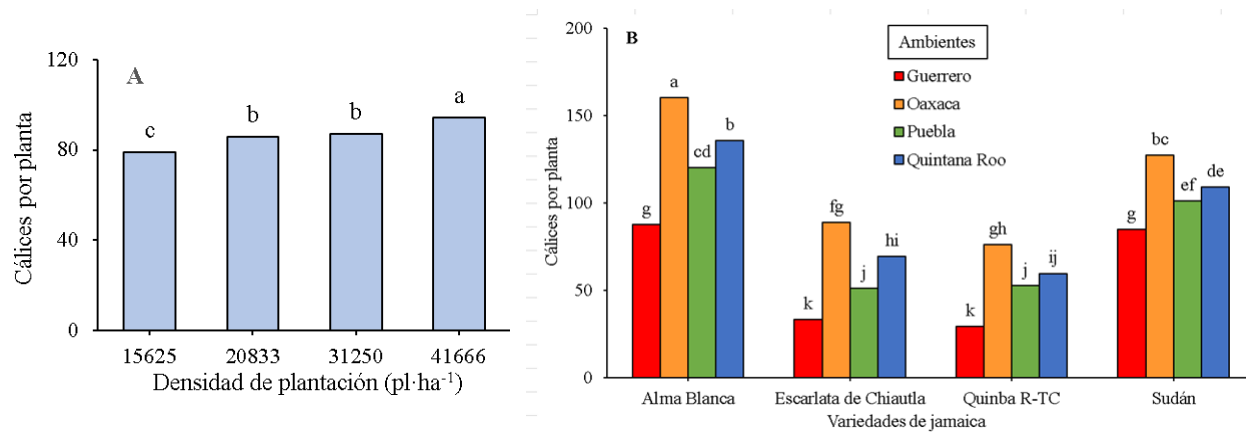 A
120
80
40
0
Cálices por planta
c
b
b
a
15625
20833
31250
41666
Densidad de plantación (pl·ha⁻¹)
B
200
150
100
50
0
Cálices por planta
Ambientes
Guerrero
Oaxaca
Puebla
Quintana Roo
g
a
cd
b
k
fg
j
hi
k
gh
j
ij
g
bc
ef
de
Alma Blanca
Escarlata de Chiautla
Quinba R-TC
Sudán
Variedades de jamaica